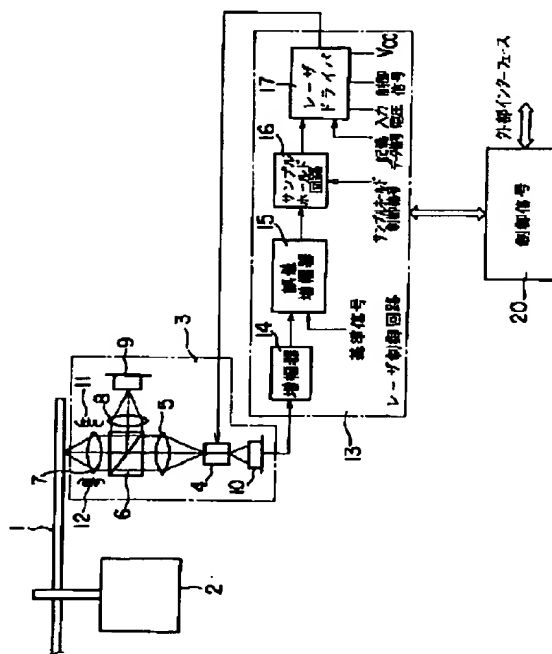 1
2
3
4
5
6
7
8
9
10
11
12
13
14
増幅器
15
誤差
増幅器
16
サンプル
ホールド
回路
17
レーザ
ドライバ
基準信号
サンプルホールド
制御信号
データ信号
入力
電圧
制御
信号
Vcc
レーザ制御回路
20
制御信号
外部インターフェース